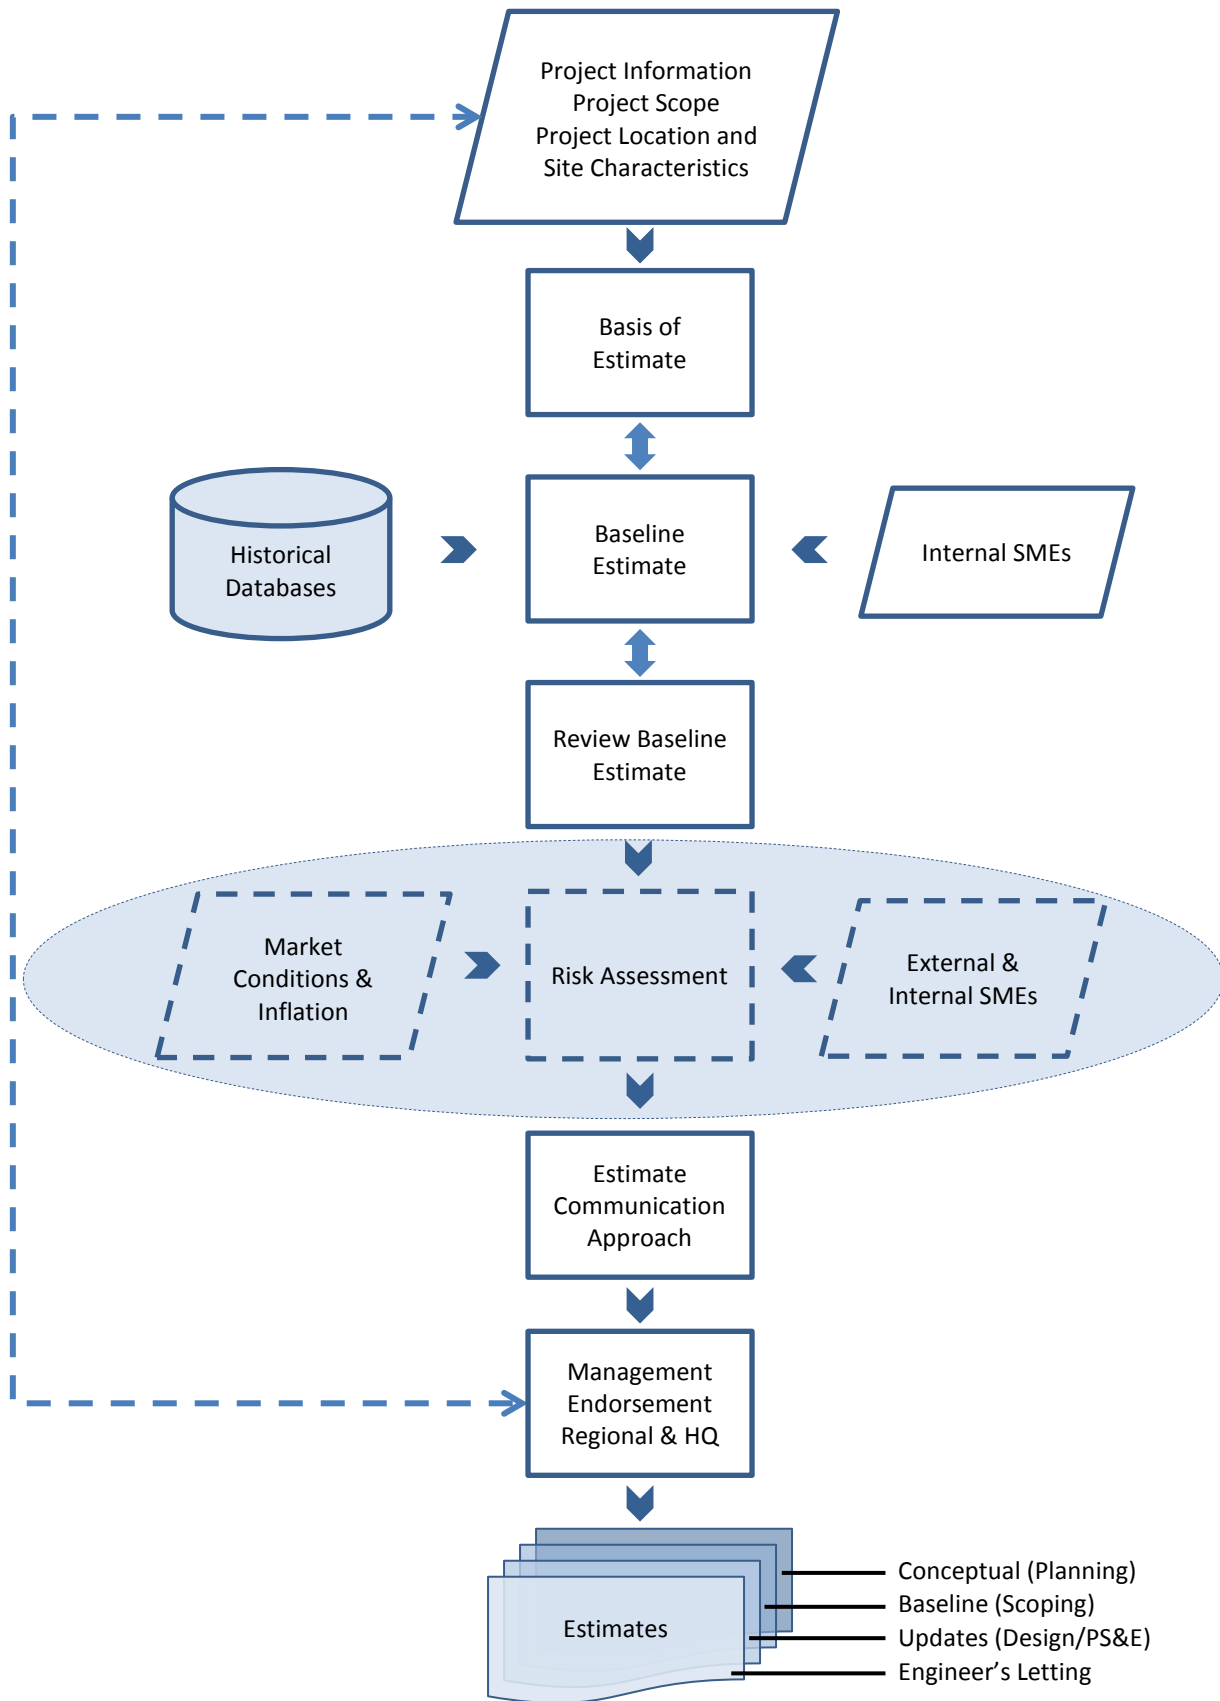 Project Information
Project Scope
Project Location and
Site Characteristics
Basis of
Estimate
Historical
Databases
Baseline
Estimate
Internal SMEs
Review Baseline
Estimate
Market
Conditions &
Inflation
Risk Assessment
External &
Internal SMEs
Estimate
Communication
Approach
Management
Endorsement
Regional & HQ
Estimates
Conceptual (Planning)
Baseline (Scoping)
Updates (Design/PS&E)
Engineer’s Letting